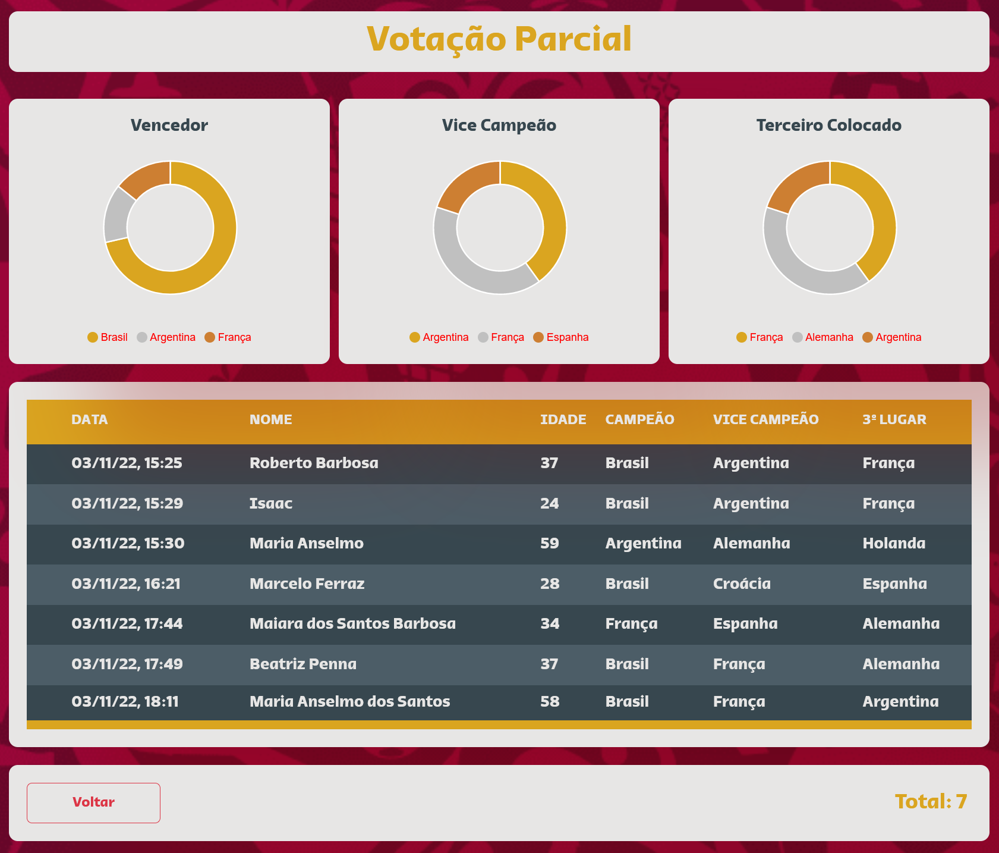 Votação Parcial
Vencedor
Brasil Argentina França
Vice Campeão
Argentina França Espanha
Terceiro Colocado
França Alemanha Argentina
DATA NOME IDADE CAMPEÃO VICE CAMPEÃO 3º LUGAR
03/11/22, 15:25 Roberto Barbosa 37 Brasil Argentina França
03/11/22, 15:29 Isaac 24 Brasil Argentina França
03/11/22, 15:30 Maria Anselmo 59 Argentina Alemanha Holanda
03/11/22, 16:21 Marcelo Ferraz 28 Brasil Croácia Espanha
03/11/22, 17:44 Maiara dos Santos Barbosa 34 França Espanha Alemanha
03/11/22, 17:49 Beatriz Penna 37 Brasil França Alemanha
03/11/22, 18:11 Maria Anselmo dos Santos 58 Brasil França Argentina
Voltar
Total: 7